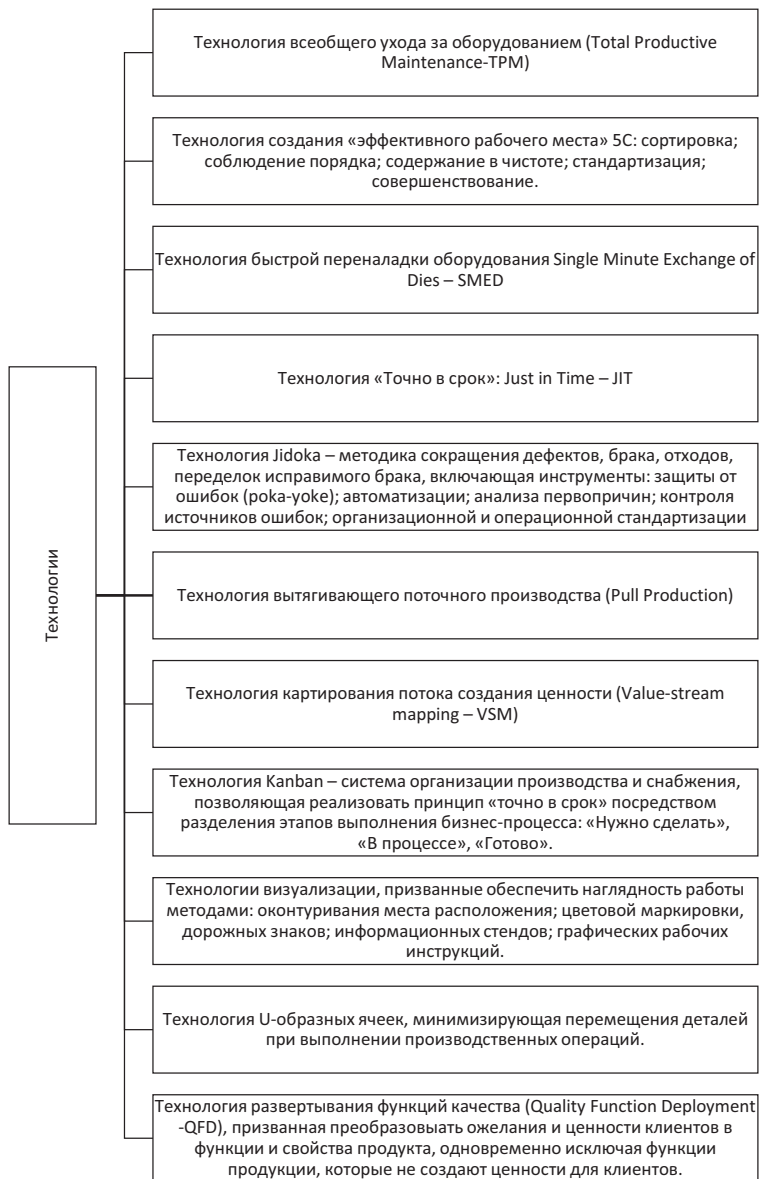 Технологии
Технология всеобщего ухода за оборудованием (Total Productive
Maintenance-TPM)
Технология создания «эффективного рабочего места» 5С: сортировка;
соблюдение порядка; содержание в чистоте; стандартизация;
совершенствование.
Технология быстрой переналадки оборудования Single Minute Exchange of
Dies – SMED
Технология «Точно в срок»: Just in Time – JIT
Технология Jidoka – методика сокращения дефектов, брака, отходов,
переделок исправимого брака, включающая инструменты: защиты от
ошибок (poka-yoke); автоматизации; анализа первопричин; контроля
источников ошибок; организационной и операционной стандартизации
Технология вытягивающего поточного производства (Pull Production)
Технология картирования потока создания ценности (Value-stream
mapping – VSM)
Технология Kanban – система организации производства и снабжения,
позволяющая реализовать принцип «точно в срок» посредством
разделения этапов выполнения бизнес-процесса: «Нужно сделать»,
«В процессе», «Готово».
Технологии визуализации, призванные обеспечить наглядность работы
методами: оконтуривания места расположения; цветовой маркировки,
дорожных знаков; информационных стендов; графических рабочих
инструкций.
Технология U-образных ячеек, минимизирующая перемещения деталей
при выполнении производственных операций.
Технология развертывания функций качества (Quality Function Deployment
-QFD), призванная преобразовыать ожелания и ценности клиентов в
функции и свойства продукта, одновременно исключая функции
продукции, которые не создают ценности для клиентов.